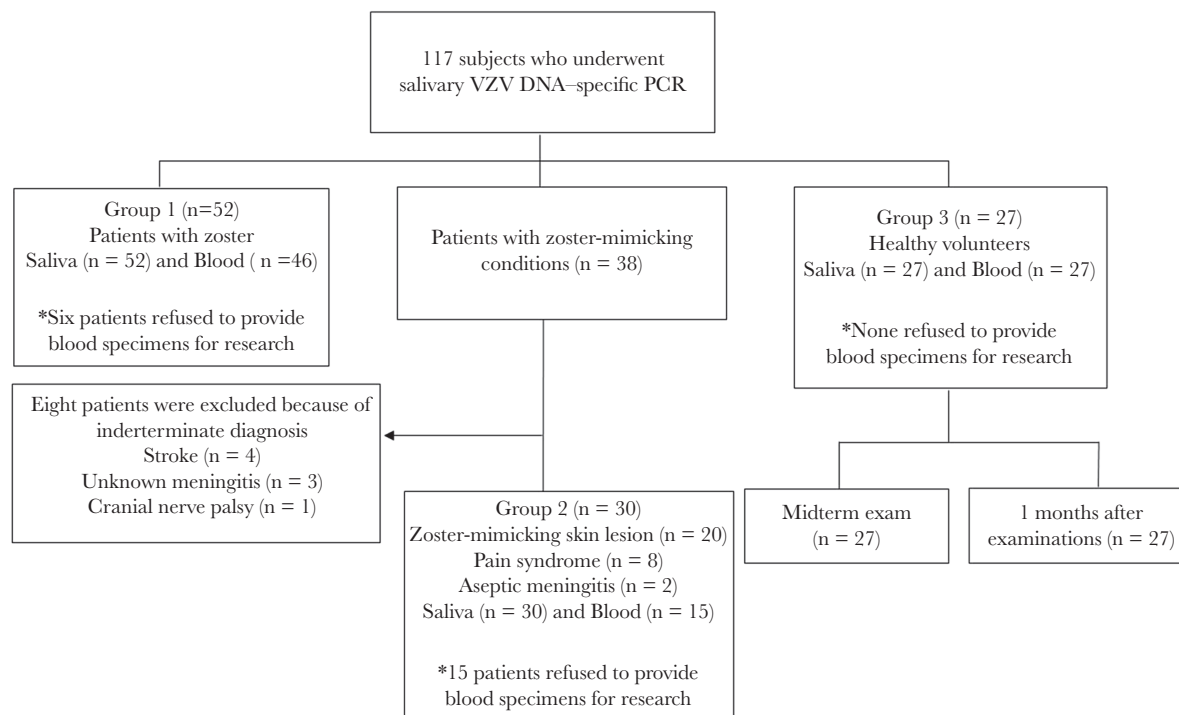 117 subjects who underwent
salivary VZV DNA–specific PCR
Group 1 (n=52)
Patients with zoster
Saliva (n = 52) and Blood ( n =46)
*Six patients refused to provide
blood specimens for research
Patients with zoster-mimicking
conditions (n = 38)
Group 3 (n = 27)
Healthy volunteers
Saliva (n = 27) and Blood (n = 27)
*None refused to provide
blood specimens for research
Eight patients were excluded because of
inderterminate diagnosis
Stroke (n = 4)
Unknown meningitis (n = 3)
Cranial nerve palsy (n = 1)
Group 2 (n = 30)
Zoster-mimicking skin lesion (n = 20)
Pain syndrome (n = 8)
Aseptic meningitis (n = 2)
Saliva (n = 30) and Blood (n = 15)
*15 patients refused to provide
blood specimens for research
Midterm exam
(n = 27)
1 months after
examinations (n = 27)